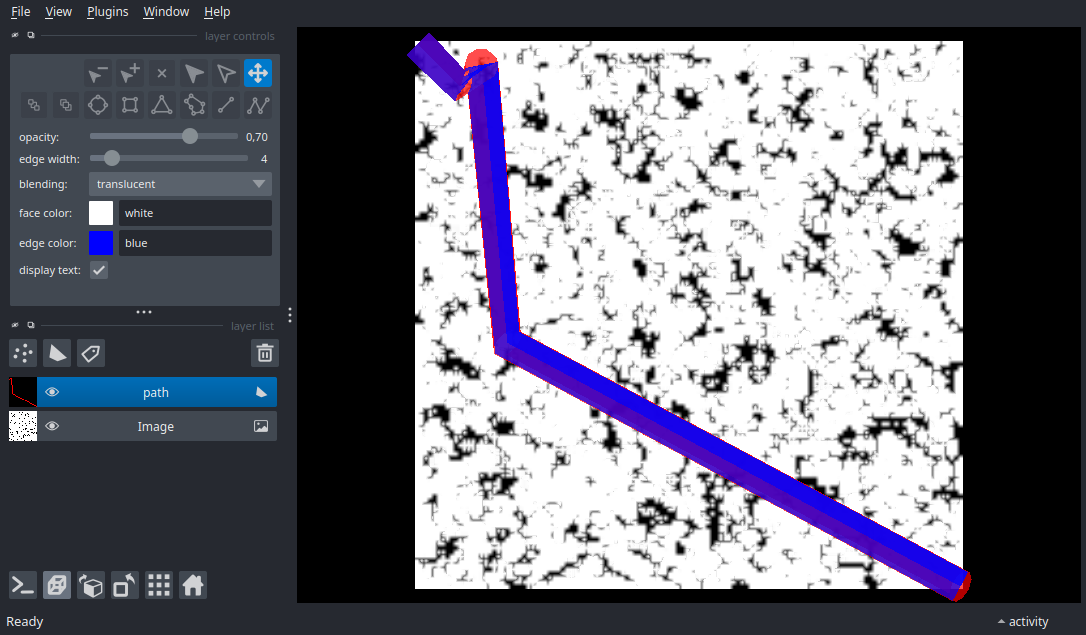 File View Plugins Window Help
layer controls
opacity: 0,70
edge width: 4
blending: translucent
face color: white
edge color: blue
display text:
layer list
path
Image
Ready activity